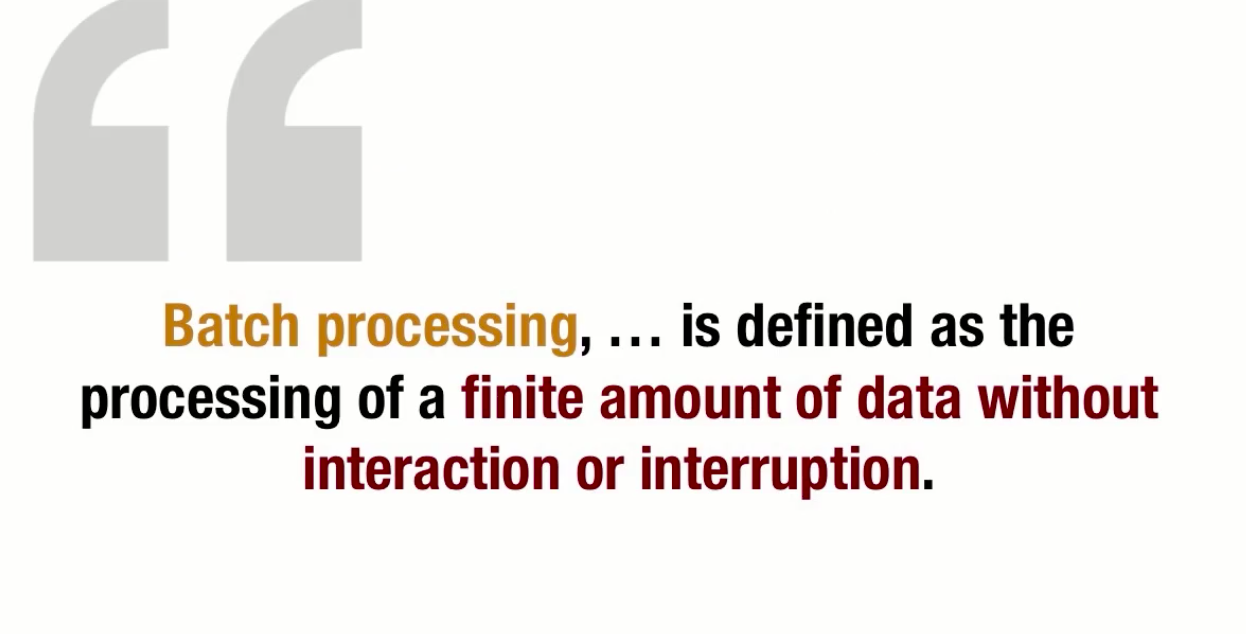 “
Batch processing, … is defined as the
processing of a finite amount of data without
interaction or interruption.